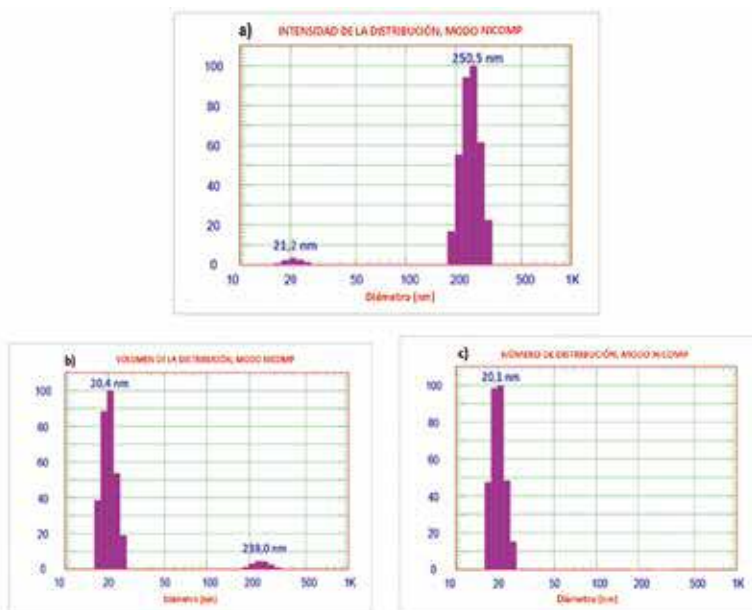 a) INTENSIDAD DE LA DISTRIBUCIÓN, MODO NICOMP
250,5 nm
21,2 nm
100
80
60
40
20
0
10 20 50 100 200 500 1K
Diámetro [nm]
b) VOLUMEN DE LA DISTRIBUCIÓN, MODO NICOMP
20,4 nm
239,0 nm
100
80
60
40
20
0
10 20 50 100 200 500 1K
Diámetro [nm]
c) NÚMERO DE DISTRIBUCIÓN, MODO NICOMP
20,1 nm
100
80
60
40
20
0
10 20 50 100 200 500 1K
Diámetro [nm]